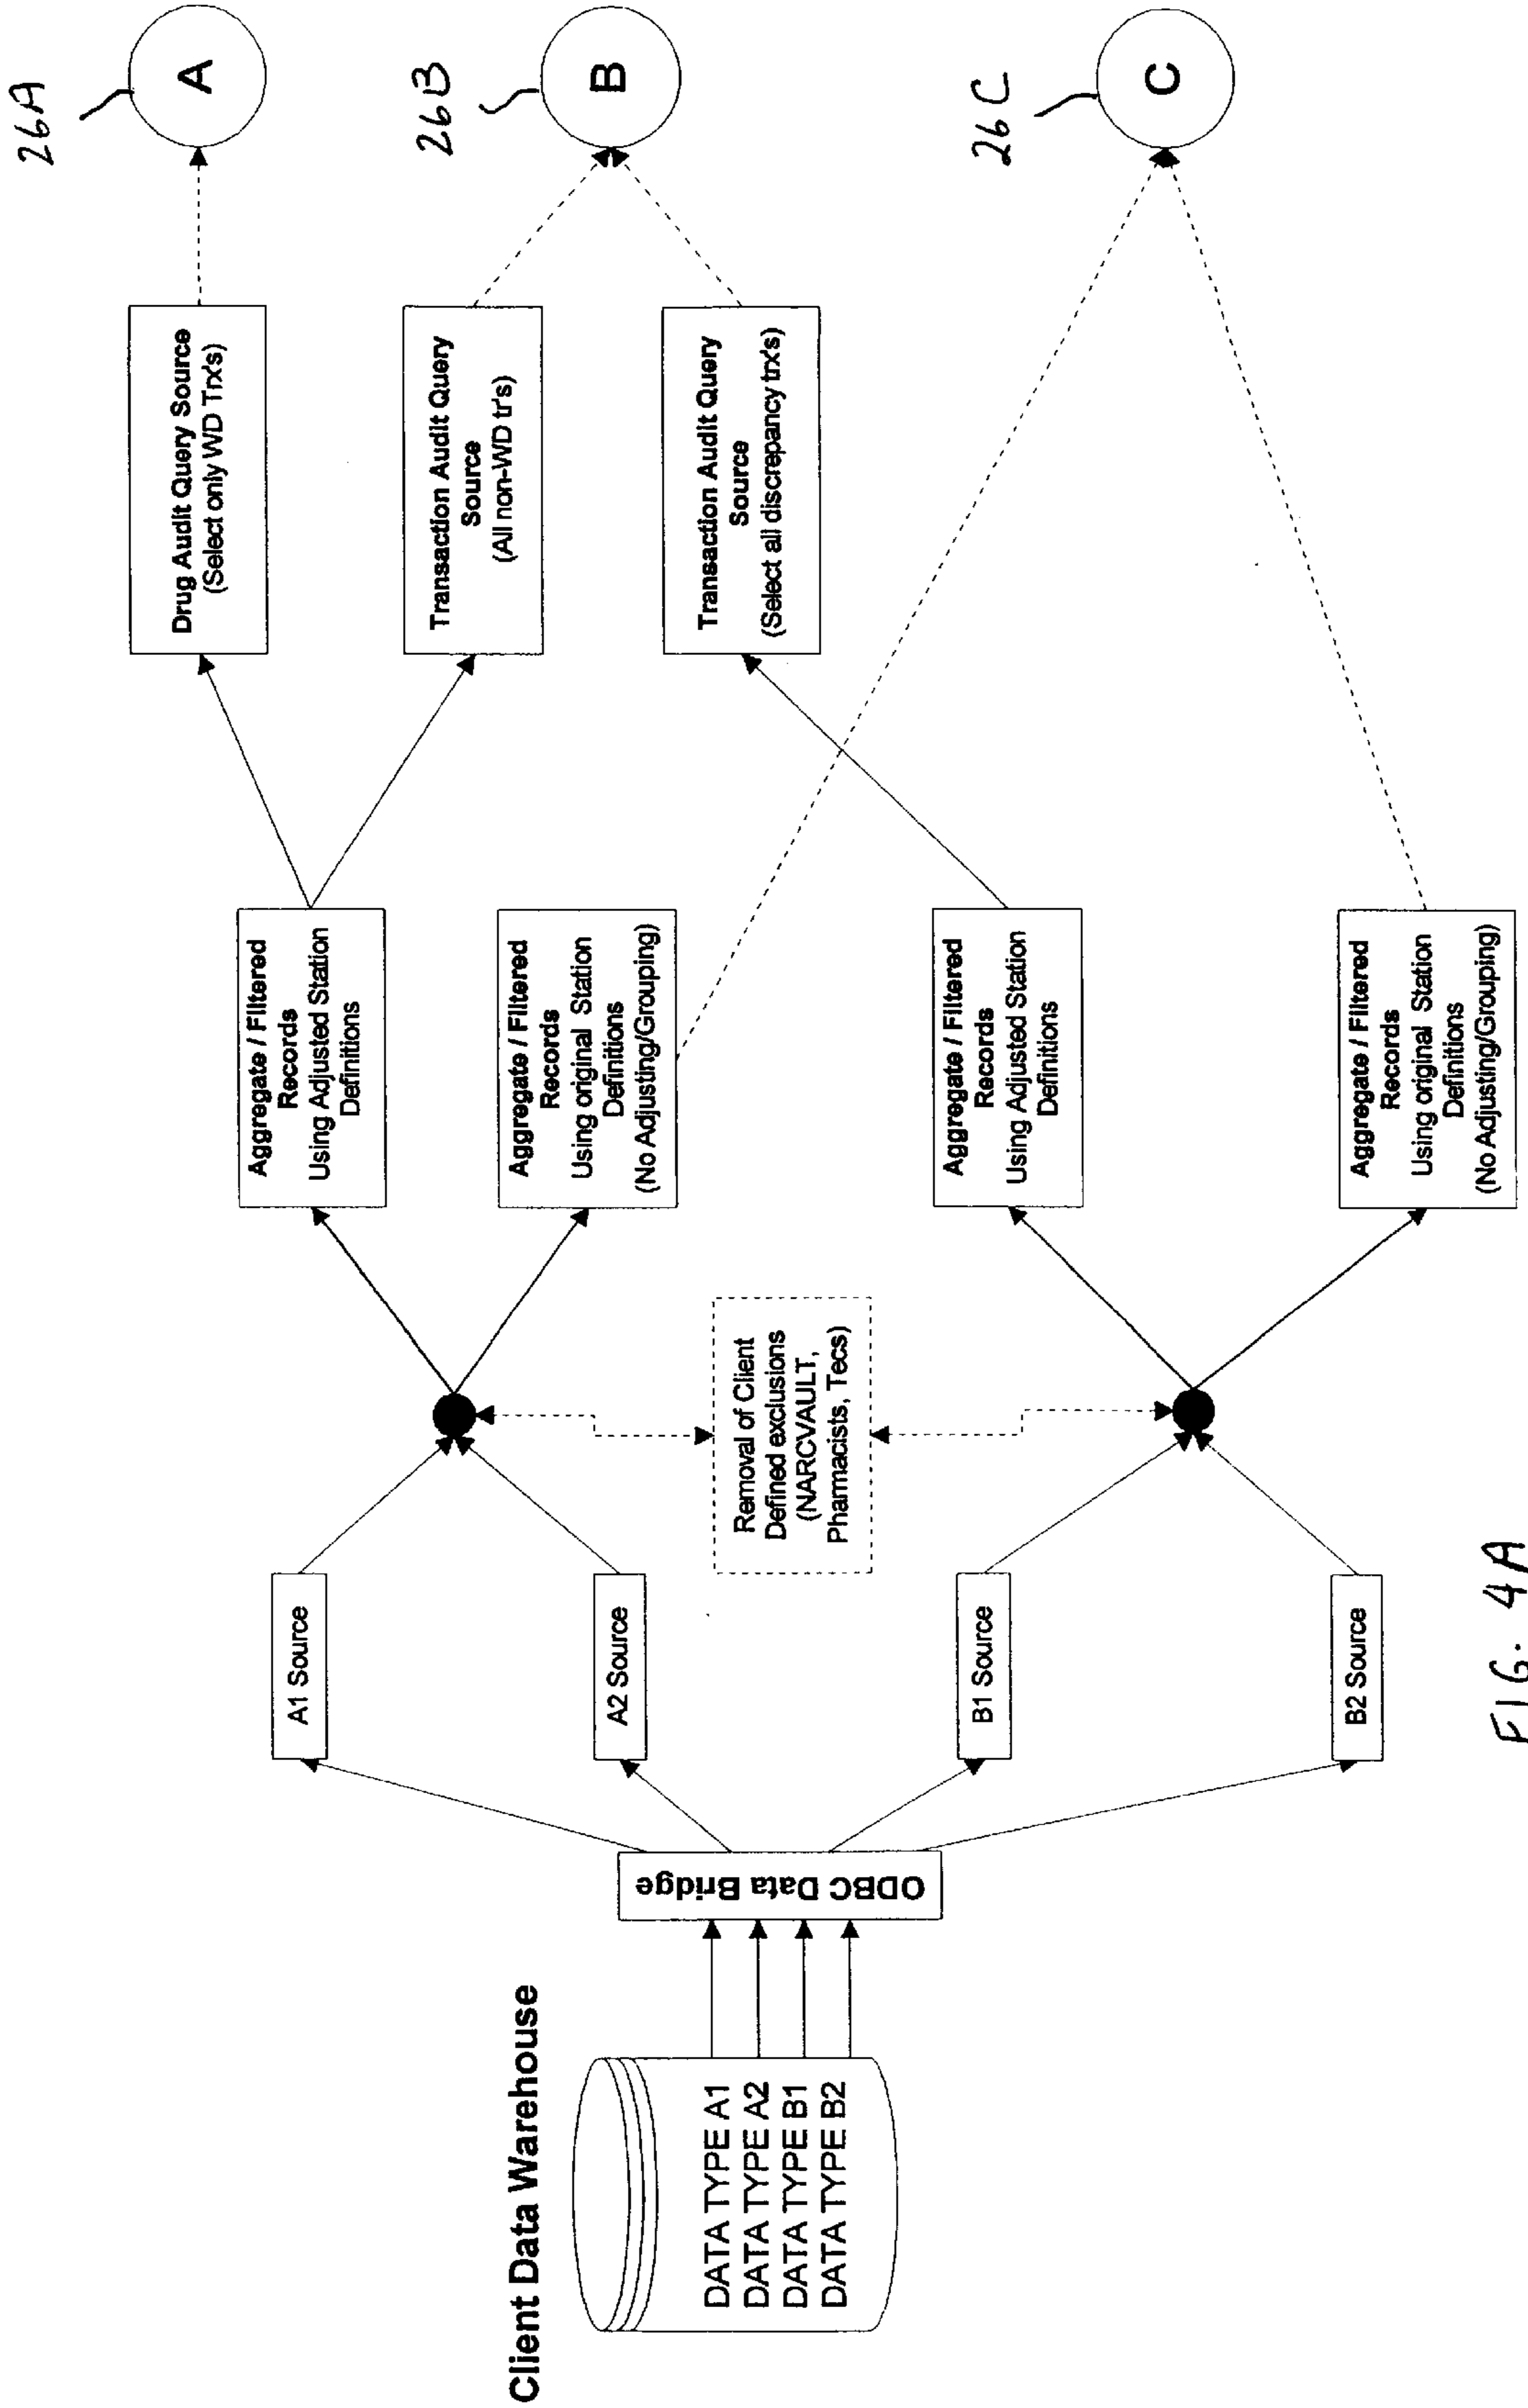 Client Data Warehouse
DATA TYPE A1
DATA TYPE A2
DATA TYPE B1
DATA TYPE B2
ODBC Data Bridge
A1 Source
A2 Source
B1 Source
B2 Source
Removal of Client
Defined exclusions
(NARCVAULT,
Pharmacists, Tecs)
Aggregate / Filtered
Records
Using Adjusted Station
Definitions
Aggregate / Filtered
Records
Using original Station
Definitions
(No Adjusting/Grouping)
Aggregate / Filtered
Records
Using Adjusted Station
Definitions
Aggregate / Filtered
Records
Using original Station
Definitions
(No Adjusting/Grouping)
Drug Audit Query Source
(Select only WD Trx's)
Transaction Audit Query
Source
(All non-WD tr's)
Transaction Audit Query
Source
(Select all discrepancy trx's)
26A
A
26B
B
26C
C
FIG. 4A